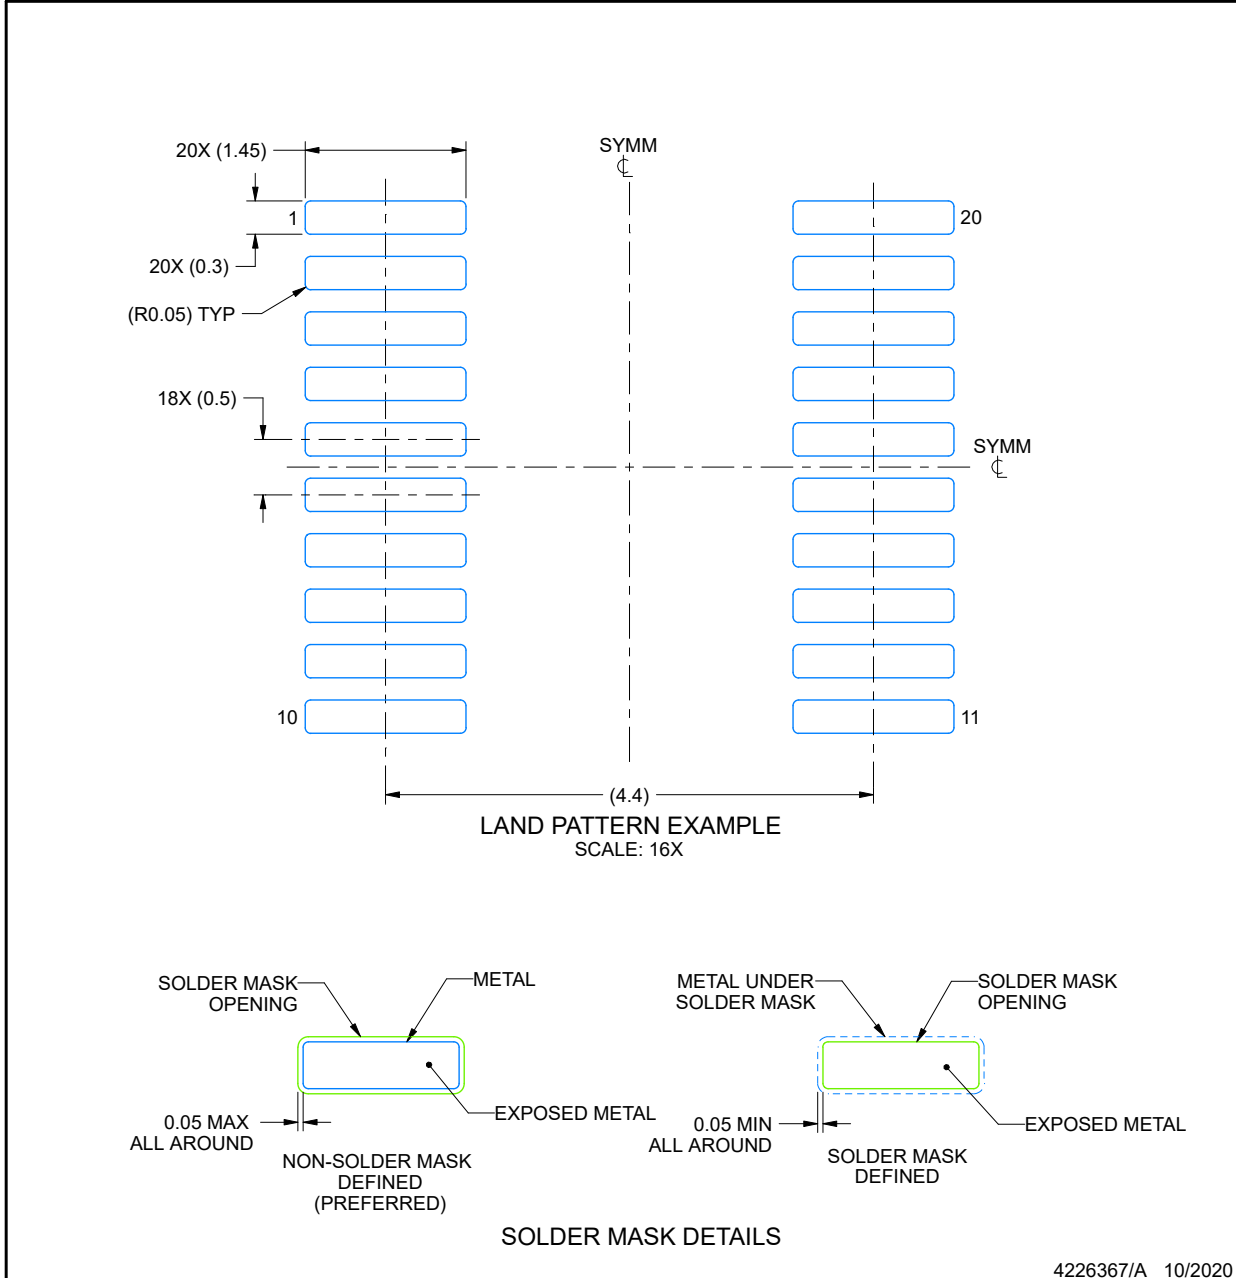 SYMM
℄
20X (1.45)
1
20
20X (0.3)
(R0.05) TYP
18X (0.5)
SYMM
℄
10
11
(4.4)
LAND PATTERN EXAMPLE
SCALE: 16X
SOLDER MASK
OPENING
METAL
EXPOSED METAL
0.05 MAX
ALL AROUND
NON-SOLDER MASK
DEFINED
(PREFERRED)
METAL UNDER
SOLDER MASK
SOLDER MASK
OPENING
EXPOSED METAL
0.05 MIN
ALL AROUND
SOLDER MASK
DEFINED
SOLDER MASK DETAILS
4226367/A 10/2020